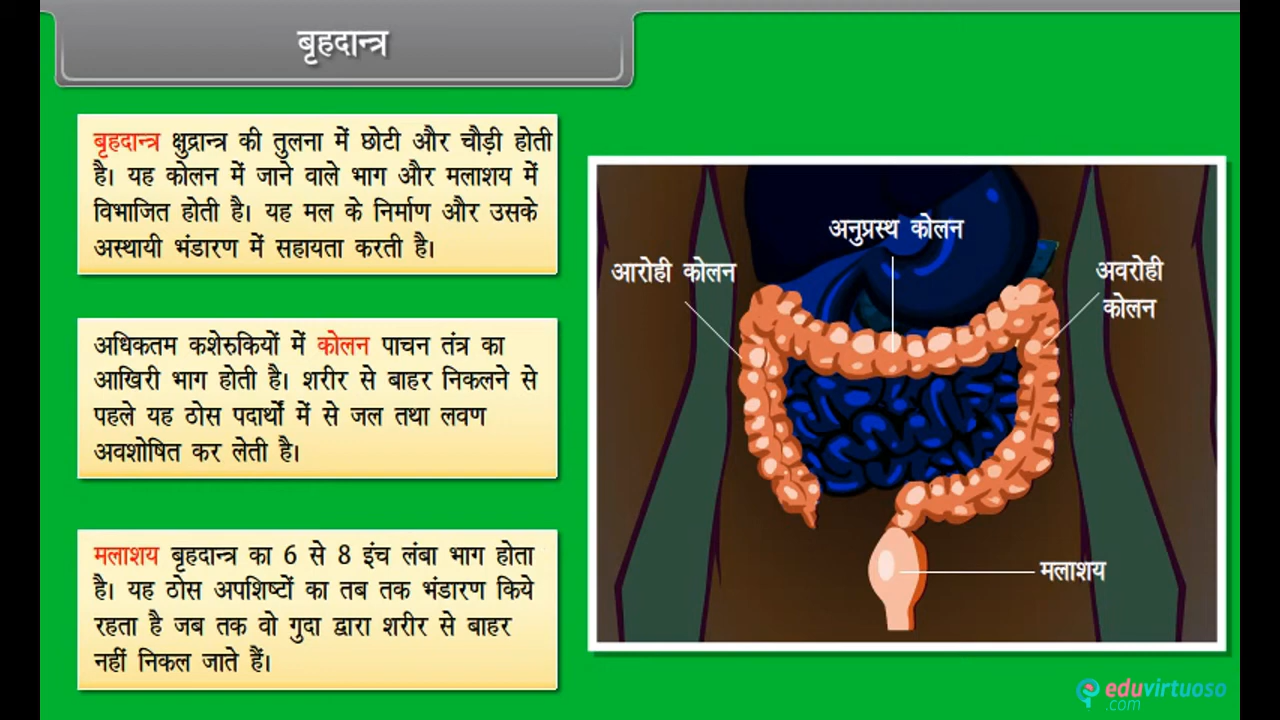 बृहदान्त्र
बृहदान्त्र क्षुद्रान्त्र की तुलना में छोटी और चौड़ी होती
है। यह कोलन में जाने वाले भाग और मलाशय में
विभाजित होती है। यह मल के निर्माण और उसके
अस्थायी भंडारण में सहायता करती है।
अधिकतम कशेरुकियों में कोलन पाचन तंत्र का
आखिरी भाग होती है। शरीर से बाहर निकलने से
पहले यह ठोस पदार्थों में से जल तथा लवण
अवशोषित कर लेती है।
मलाशय बृहदान्त्र का 6 से 8 इंच लंबा भाग होता
है। यह ठोस अपशिष्टों का तब तक भंडारण किये
रहता है जब तक वो गुदा द्वारा शरीर से बाहर
नहीं निकल जाते हैं।
अनुप्रस्थ कोलन
आरोही कोलन
अवरोही
कोलन
मलाशय
eduvirtuoso
.com